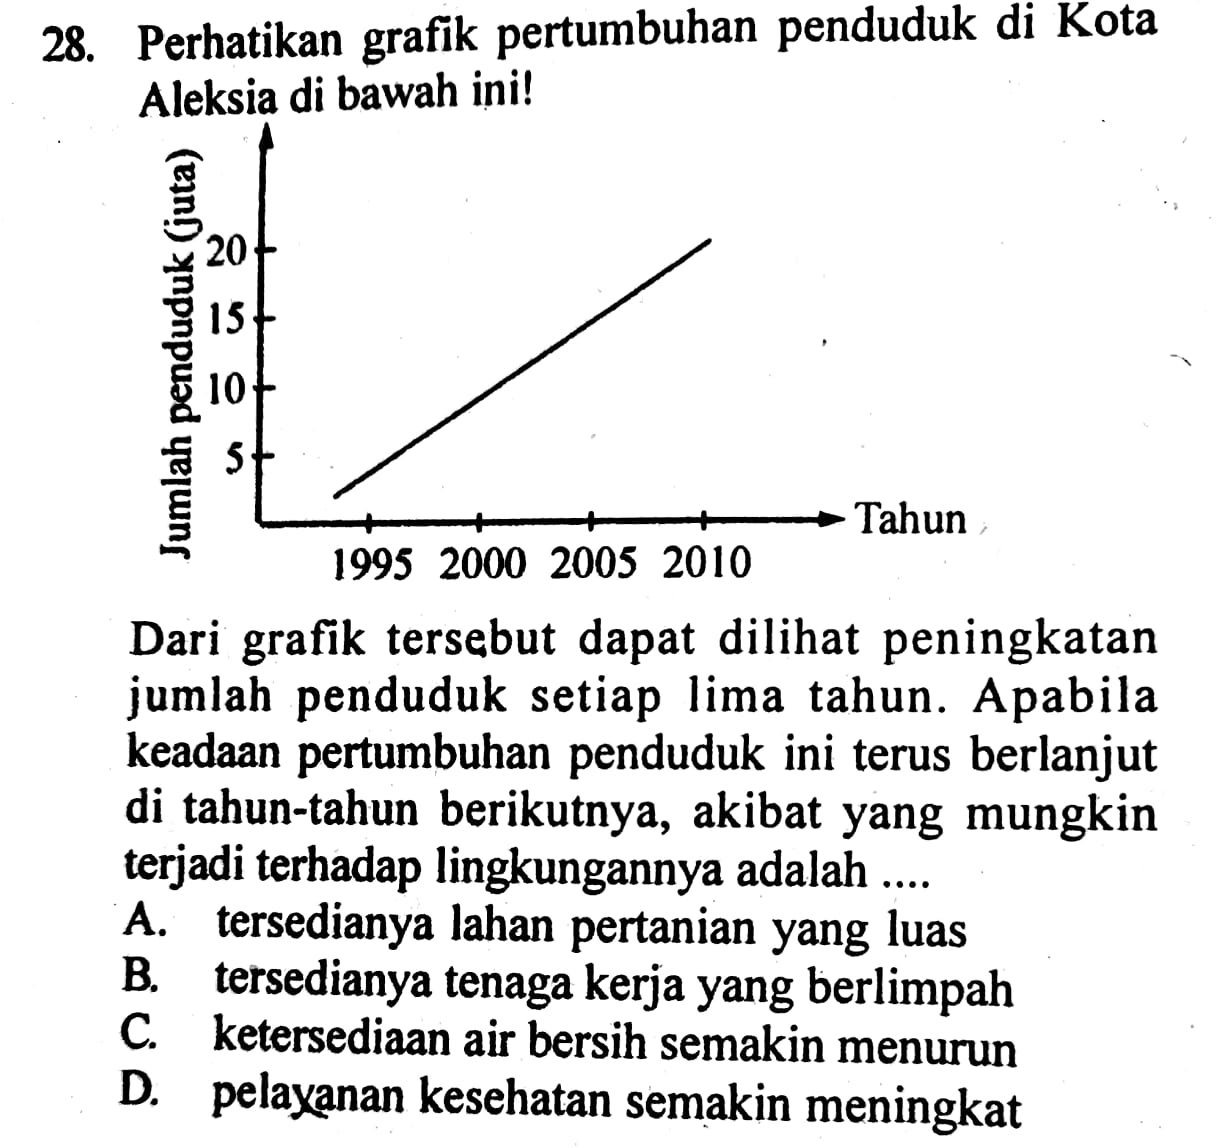 28. Perhatikan grafik pertumbuhan penduduk di Kota
Aleksia di bawah ini!
Jumlah penduduk (juta)
20
15
10
5
Tahun
1995 2000 2005 2010
Dari grafik tersebut dapat dilihat peningkatan
jumlah penduduk setiap lima tahun. Apabila
keadaan pertumbuhan penduduk ini terus berlanjut
di tahun-tahun berikutnya, akibat yang mungkin
terjadi terhadap lingkungannya adalah ....
A. tersedianya lahan pertanian yang luas
B. tersedianya tenaga kerja yang berlimpah
C. ketersediaan air bersih semakin menurun
D. pelayanan kesehatan semakin meningkat